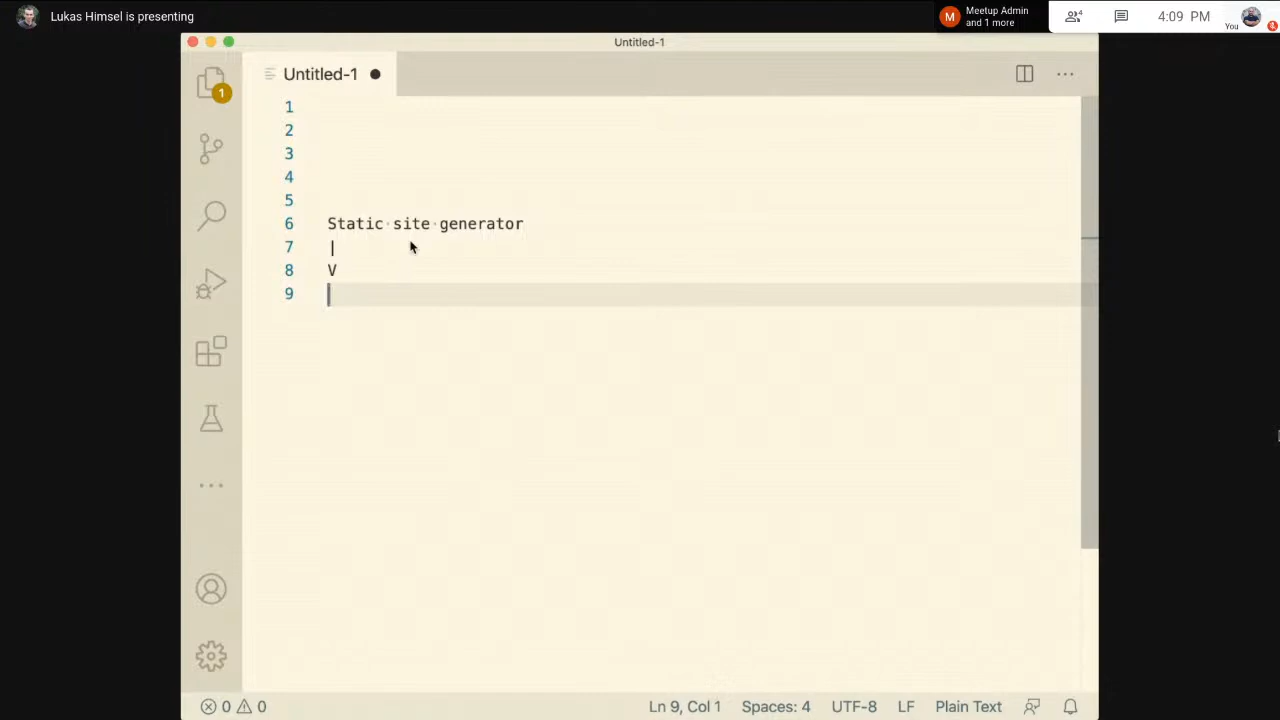 Lukas Himsel is presenting
M
Meetup Admin
and 1 more
4
4:09 PM
You
Untitled-1
Untitled-1
1
1
2
3
4
5
6 Static site generator
7 |
8 V
9
0 0
Ln 9, Col 1
Spaces: 4
UTF-8
LF
Plain Text